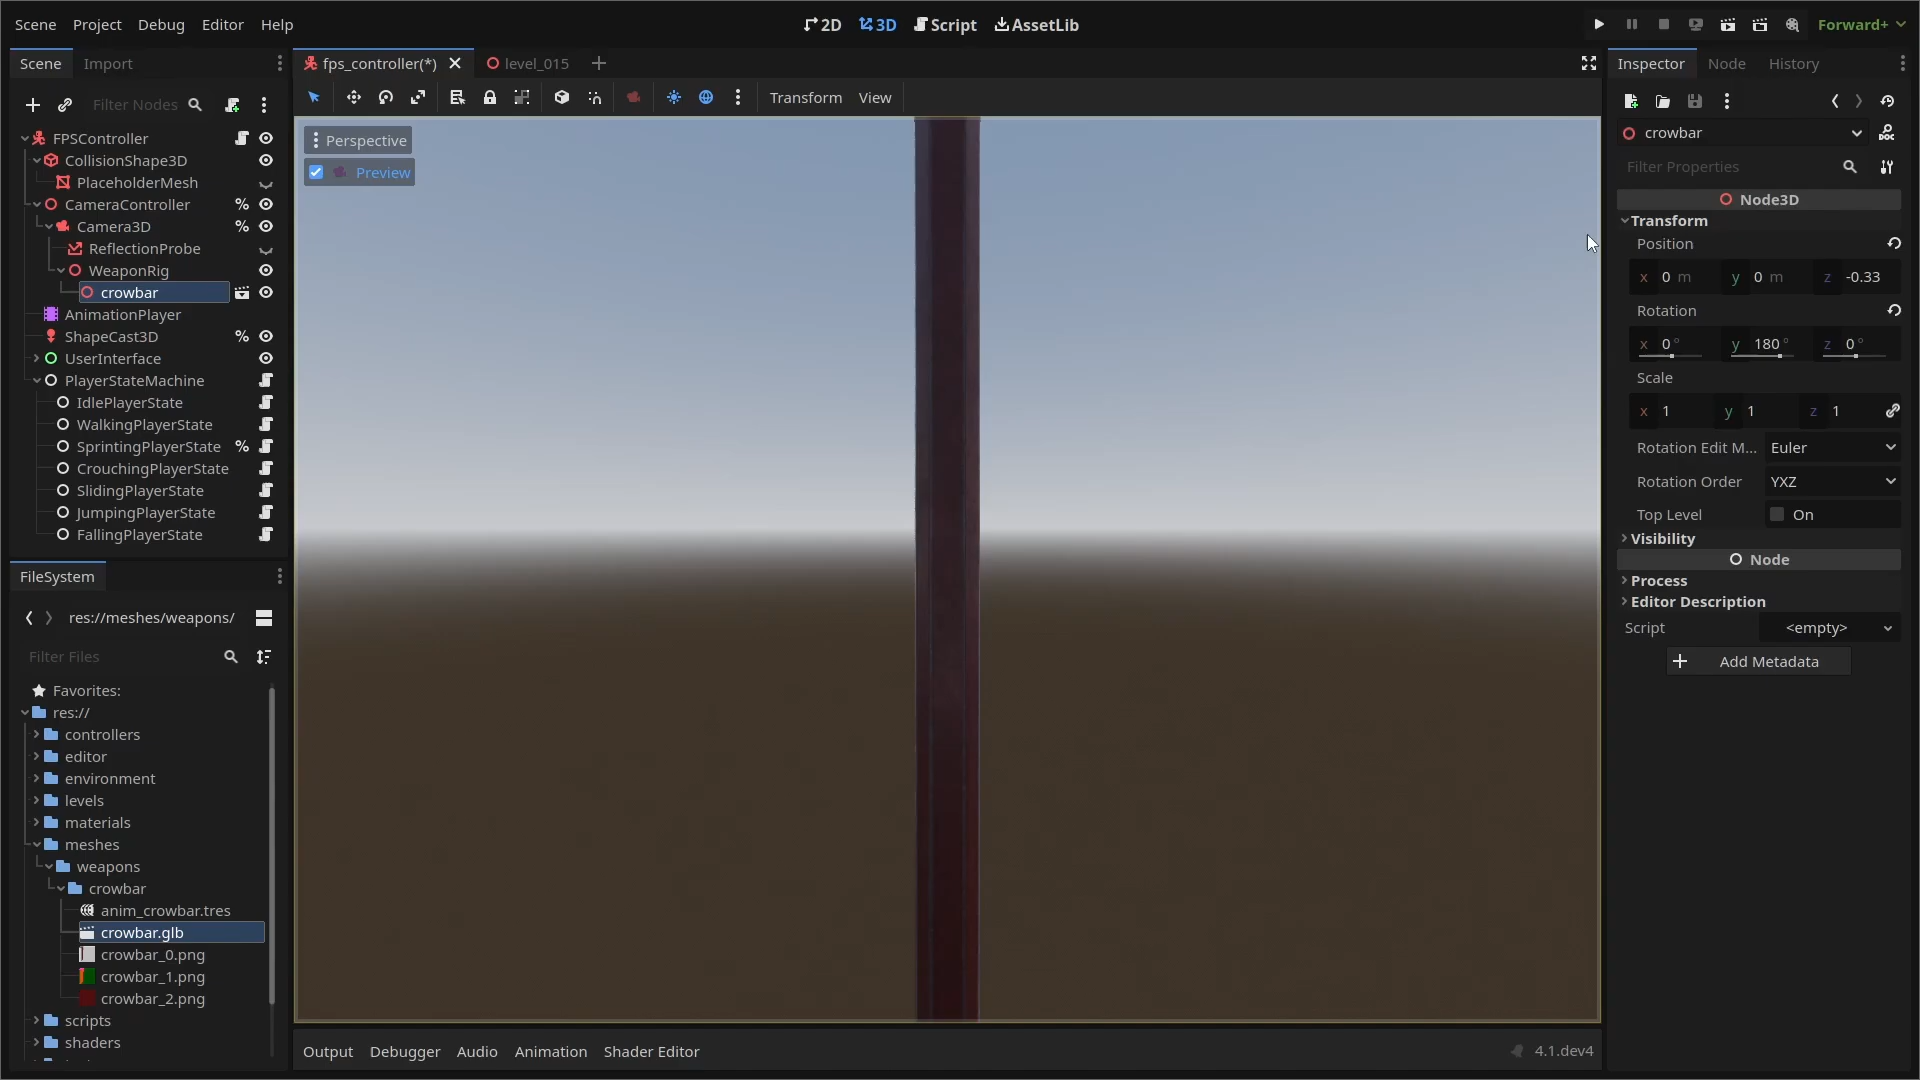 Scene Project Debug Editor Help
2D 3D Script AssetLib
Forward+
Scene Import
Filter Nodes
FPSController
CollisionShape3D
PlaceholderMesh
CameraController
Camera3D
ReflectionProbe
WeaponRig
crowbar
AnimationPlayer
ShapeCast3D
UserInterface
PlayerStateMachine
IdlePlayerState
WalkingPlayerState
SprintingPlayerState
CrouchingPlayerState
SlidingPlayerState
JumpingPlayerState
FallingPlayerState
FileSystem
res://meshes/weapons/
Filter Files
Favorites:
res://
controllers
editor
environment
levels
materials
meshes
weapons
crowbar
anim_crowbar.tres
crowbar.glb
crowbar_0.png
crowbar_1.png
crowbar_2.png
scripts
shaders
fps_controller(*) level_015
Transform View
Perspective
Preview
Output Debugger Audio Animation Shader Editor
4.1.dev4
Inspector Node History
crowbar
Filter Properties
Node3D
Transform
Position
x 0 m y 0 m z -0.33
Rotation
x 0 ° y 180 ° z 0 °
Scale
x 1 y 1 z 1
Rotation Edit M... Euler
Rotation Order YXZ
Top Level On
Visibility
Node
Process
Editor Description
Script <empty>
Add Metadata